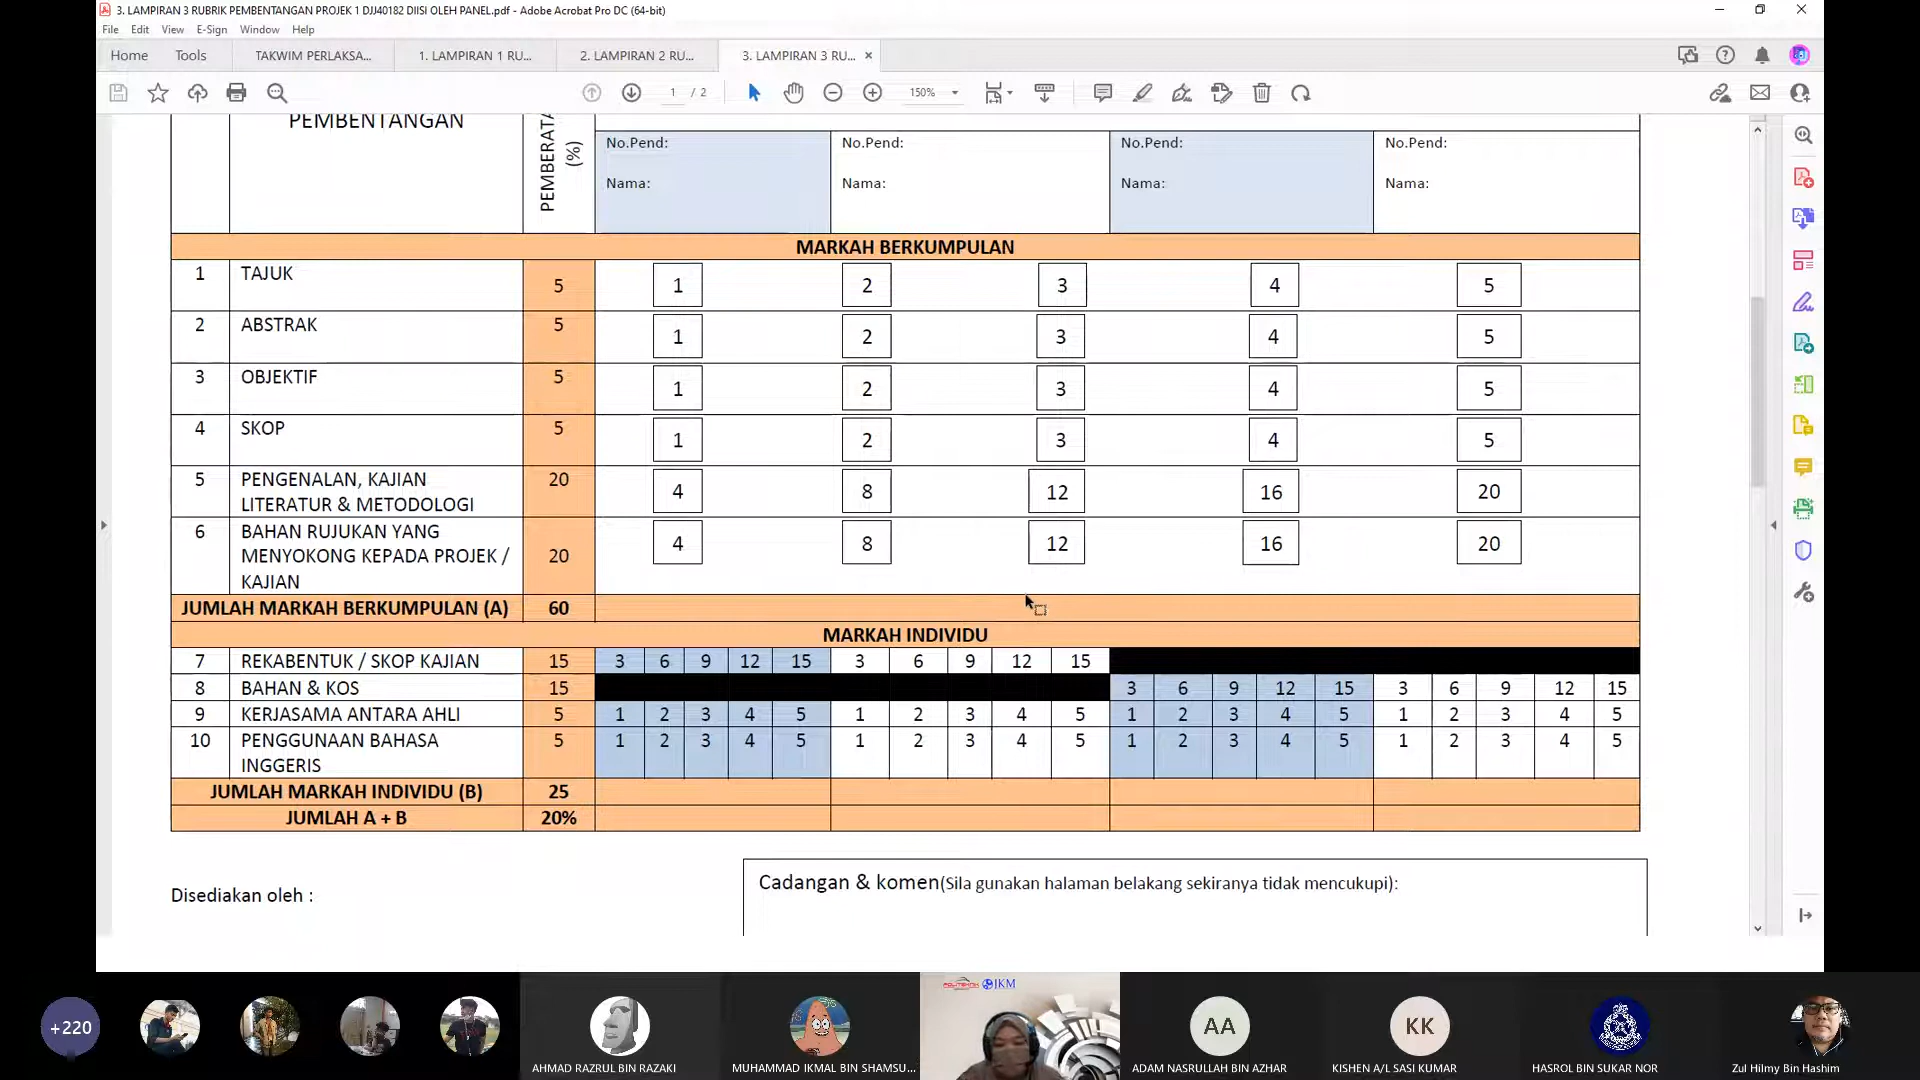 3. LAMPIRAN 3 RUBRIK PEMBENTANGAN PROJEK 1 DJJ40182 DIISI OLEH PANEL.pdf - Adobe Acrobat Pro DC (64-bit)
File Edit View E-Sign Window Help
Home Tools TAKWIM PERLAKSA... 1. LAMPIRAN 1 RU... 2. LAMPIRAN 2 RU... 3. LAMPIRAN 3 RU... ×
1 / 2 150%
PEMBENTANGAN
(%)
No.Pend: No.Pend: No.Pend: No.Pend:
Nama: Nama: Nama: Nama:
MARKAH BERKUMPULAN
1 TAJUK 5 1 2 3 4 5
2 ABSTRAK 5 1 2 3 4 5
3 OBJEKTIF 5 1 2 3 4 5
4 SKOP 5 1 2 3 4 5
5 PENGENALAN, KAJIAN 20 4 8 12 16 20
LITERATUR & METODOLOGI
6 BAHAN RUJUKAN YANG
MENYOKONG KEPADA PROJEK / 20 4 8 12 16 20
KAJIAN
JUMLAH MARKAH BERKUMPULAN (A) 60
MARKAH INDIVIDU
7 REKABENTUK / SKOP KAJIAN 15 3 6 9 12 15 3 6 9 12 15
8 BAHAN & KOS 15 3 6 9 12 15 3 6 9 12 15
9 KERJASAMA ANTARA AHLI 5 1 2 3 4 5 1 2 3 4 5 1 2 3 4 5 1 2 3 4 5
10 PENGGUNAAN BAHASA 5 1 2 3 4 5 1 2 3 4 5 1 2 3 4 5 1 2 3 4 5
INGGERIS
JUMLAH MARKAH INDIVIDU (B) 25
JUMLAH A + B 20%
Cadangan & komen(Sila gunakan halaman belakang sekiranya tidak mencukupi):
Disediakan oleh :
+220
POLITEKNIK JKM
AA KK
AHMAD RAZRUL BIN RAZAKI MUHAMMAD IKMAL BIN SHAMSU... ADAM NASRULLAH BIN AZHAR KISHEN A/L SASI KUMAR HASROL BIN SUKAR NOR Zul Hilmy Bin Hashim